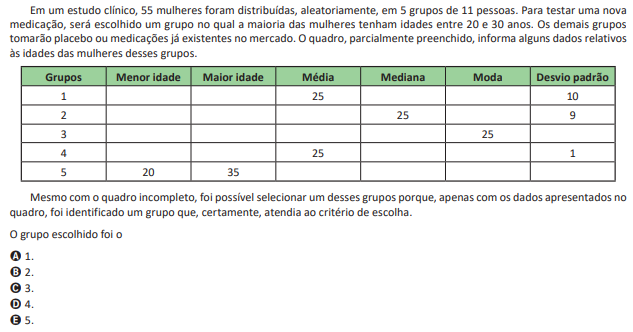 Em um estudo clínico, 55 mulheres foram distribuídas, aleatoriamente, em 5 grupos de 11 pessoas. Para testar uma nova
medicação, será escolhido um grupo no qual a maioria das mulheres tenham idades entre 20 e 30 anos. Os demais grupos
tomarão placebo ou medicações já existentes no mercado. O quadro, parcialmente preenchido, informa alguns dados relativos
às idades das mulheres desses grupos.
Grupos Menor idade Maior idade Média Mediana Moda Desvio padrão
1 25 10
2 25 9
3 25
4 25 1
5 20 35
Mesmo com o quadro incompleto, foi possível selecionar um desses grupos porque, apenas com os dados apresentados no
quadro, foi identificado um grupo que, certamente, atendia ao critério de escolha.
O grupo escolhido foi o
A 1.
B 2.
C 3.
D 4.
E 5.